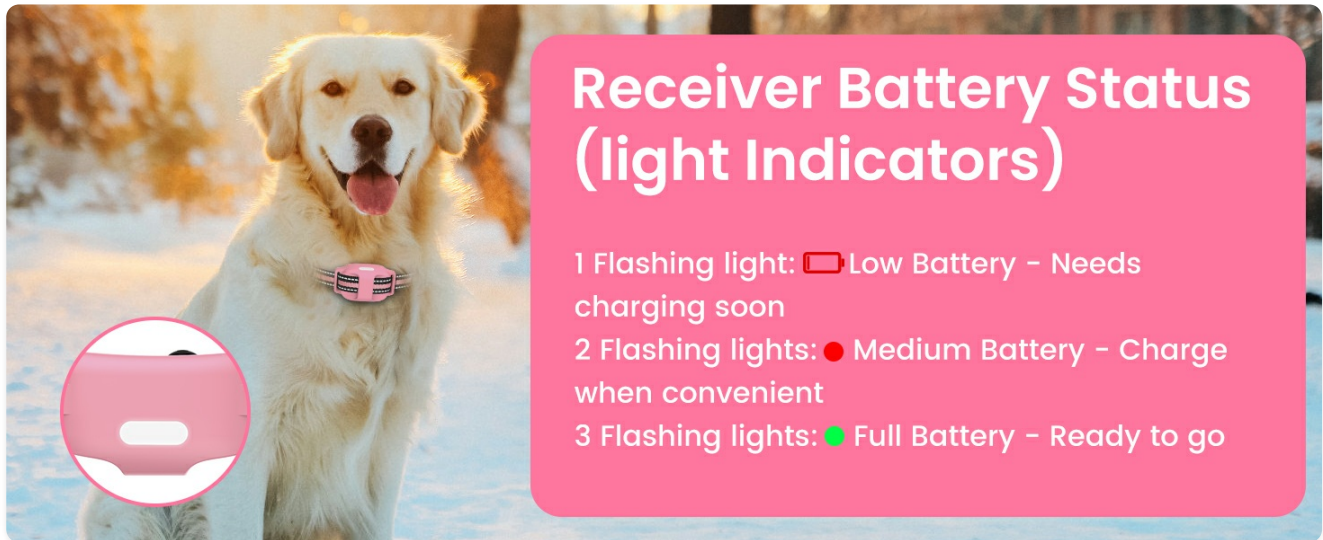 Receiver Battery Status
(light Indicators)
1 Flashing light: Low Battery - Needs
charging soon
2 Flashing lights: Medium Battery - Charge
when convenient
3 Flashing lights: Full Battery - Ready to go